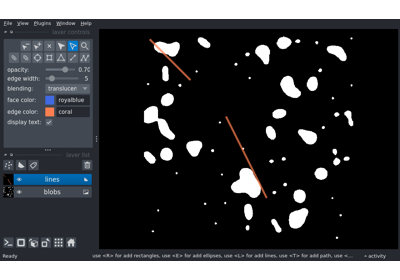 File View Plugins Window Help
layer controls
opacity: 0.70
edge width: 5
blending: translucen
face color: royalblue
edge color: coral
display text: ✓
layer list
lines
blobs
Ready use <R> for add rectangles, use <E> for add ellipses, use <L> for add lines, use <T> for add path, use <... activity